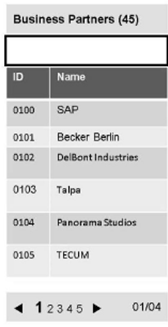 Business Partners (45)
ID Name
0100 SAP
0101 Becker Berlin
0102 DelBont Industries
0103 Talpa
0104 Panorama Studios
0105 TECUM
◄ 1 2 3 4 5 ► 01/04